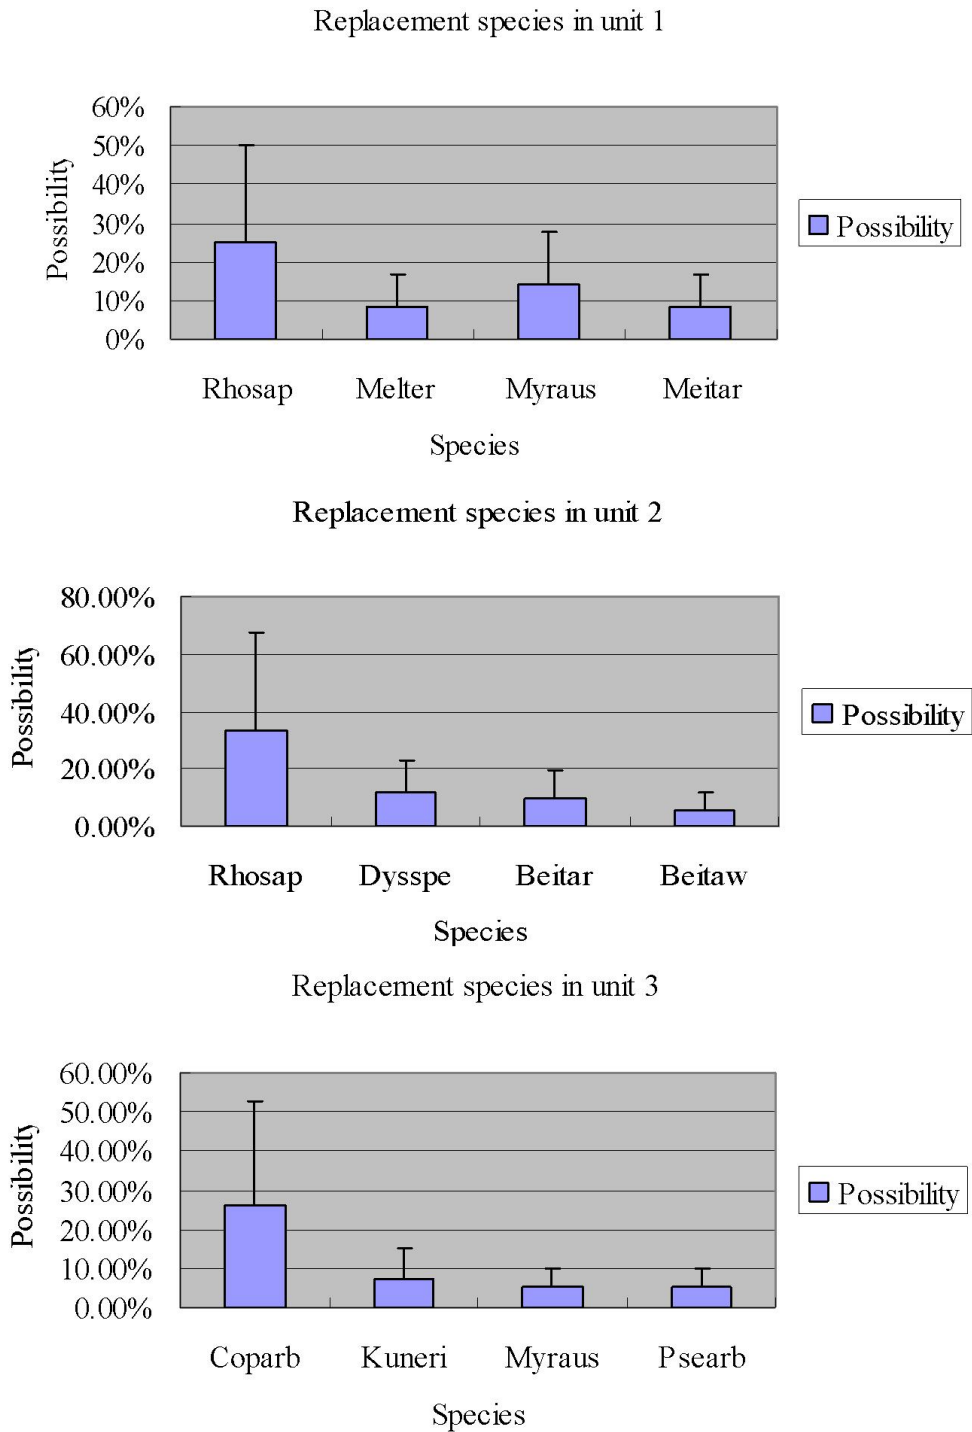 Replacement species in unit 1
60%
50%
40%
30%
20%
10%
0%
Possibility
Possibility
Rhosap Melter Myraus Meitar
Species
Replacement species in unit 2
80.00%
60.00%
40.00%
20.00%
0.00%
Possibility
Possibility
Rhosap Dysspe Beitar Beitaw
Species
Replacement species in unit 3
60.00%
50.00%
40.00%
30.00%
20.00%
10.00%
0.00%
Possibility
Possibility
Coparb Kuneri Myraus Psearb
Species